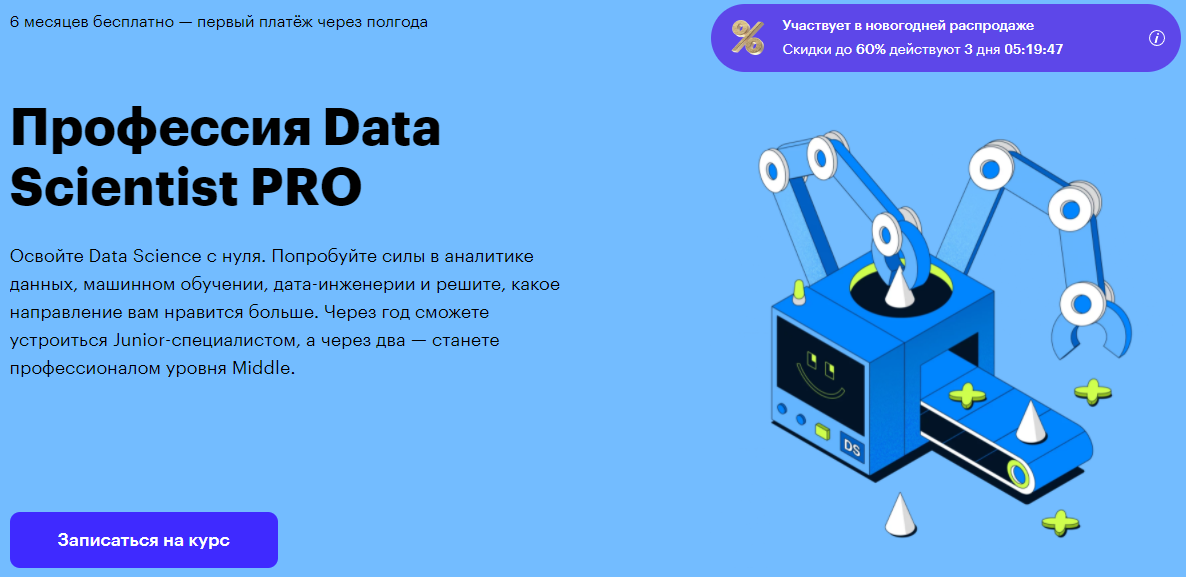 6 месяцев бесплатно — первый платёж через полгода
Участвует в новогодней распродаже
Скидки до 60% действуют 3 дня 05:19:47
i
Профессия Data
Scientist PRO
Освойте Data Science с нуля. Попробуйте силы в аналитике
данных, машинном обучении, дата-инженерии и решите, какое
направление вам нравится больше. Через год сможете
устроиться Junior-специалистом, а через два — станете
профессионалом уровня Middle.
DS
Записаться на курс